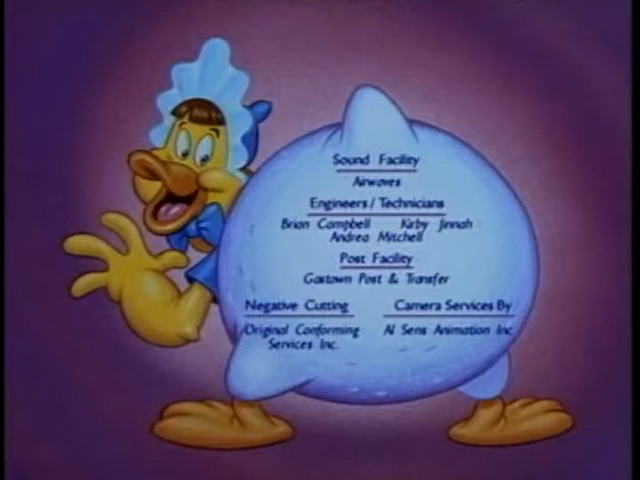 Sound Facility
Airwaves
Engineers / Technicians
Brian Campbell Kirby Jinnah
Andrea Mitchell
Post Facility
Gastown Post & Transfer
Negative Cutting Camera Services By
Original Conforming Al Sens Animation Inc
Services Inc.